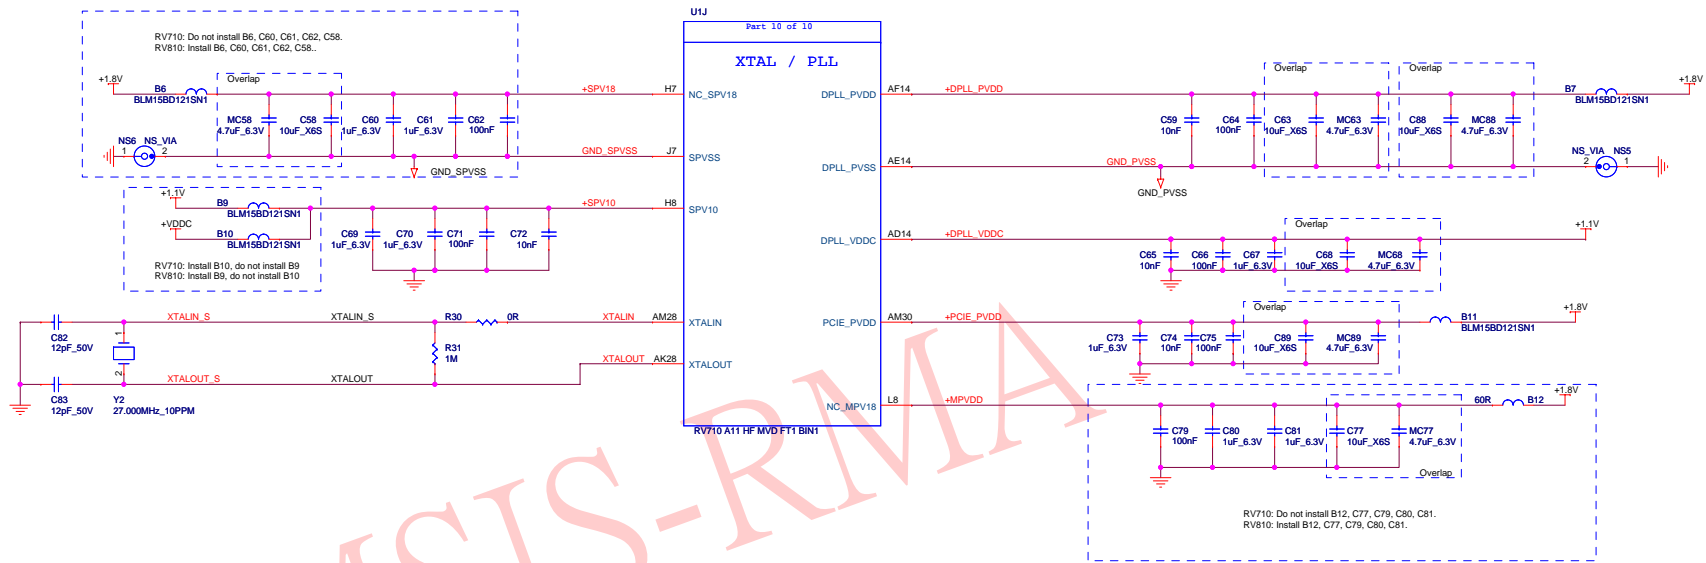 U1J
Part 10 of 10
XTAL / PLL
RV710: Do not install B6, C60, C61, C62, C58.
RV810: Install B6, C60, C61, C62, C58..
+1.8V
B6
BLM15BD121SN1
Overlap
MC58
4.7uF_6.3V
C58
10uF_X6S
C60
1uF_6.3V
C61
1uF_6.3V
C62
100nF
+SPV18
H7
NC_SPV18
NS6 NS_VIA
1
2
GND_SPVSS
GND_SPVSS
J7
SPVSS
+1.1V
B9
BLM15BD121SN1
+VDDC
B10
BLM15BD121SN1
RV710: Install B10, do not install B9
RV810: Install B9, do not install B10
C69
1uF_6.3V
C70
1uF_6.3V
C71
100nF
C72
10nF
+SPV10
H8
SPV10
C82
12pF_50V
C83
12pF_50V
XTALIN_S
XTALIN_S
R30
0R
XTALIN
AM28
XTALIN
1
2
Y2
27.000MHz_10PPM
R31
1M
XTALOUT_S
XTALOUT
XTALOUT
AK28
XTALOUT
RV710 A11 HF MVD FT1 BIN1
DPLL_PVDD
AF14
+DPLL_PVDD
C59
10nF
C64
100nF
Overlap
C63
10uF_X6S
MC63
4.7uF_6.3V
Overlap
C88
10uF_X6S
MC88
4.7uF_6.3V
B7
BLM15BD121SN1
+1.8V
DPLL_PVSS
AE14
GND_PVSS
GND_PVSS
NS_VIA NS5
2
1
DPLL_VDDC
AD14
+DPLL_VDDC
C65
10nF
C66
100nF
C67
1uF_6.3V
Overlap
C68
10uF_X6S
MC68
4.7uF_6.3V
+1.1V
PCIE_PVDD
AM30
+PCIE_PVDD
C73
1uF_6.3V
C74
10nF
C75
100nF
Overlap
C89
10uF_X6S
MC89
4.7uF_6.3V
B11
BLM15BD121SN1
+1.8V
NC_MPV18
L8
+MPVDD
C79
100nF
C80
1uF_6.3V
C81
1uF_6.3V
C77
10uF_X6S
MC77
4.7uF_6.3V
Overlap
60R
B12
+1.8V
RV710: Do not install B12, C77, C79, C80, C81.
RV810: Install B12, C77, C79, C80, C81.